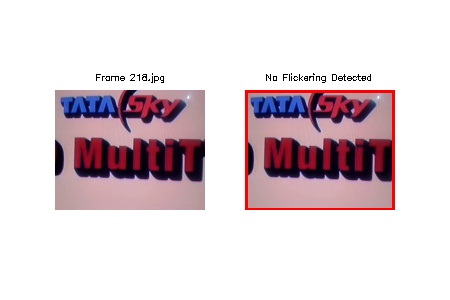 Frame 218.jpg
No Flickering Detected
TATA Sky
MultiT
TATA Sky
MultiT